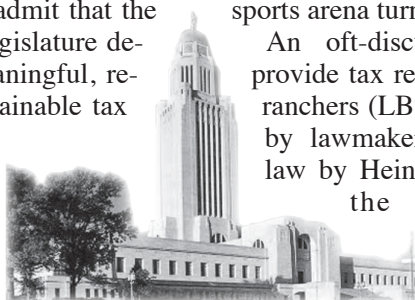 admit that the
gislature de-
aningful, re-
ainable tax
sports arena turn
An oft-disc
provide tax re
ranchers (LB
by lawmake
law by Hein
the